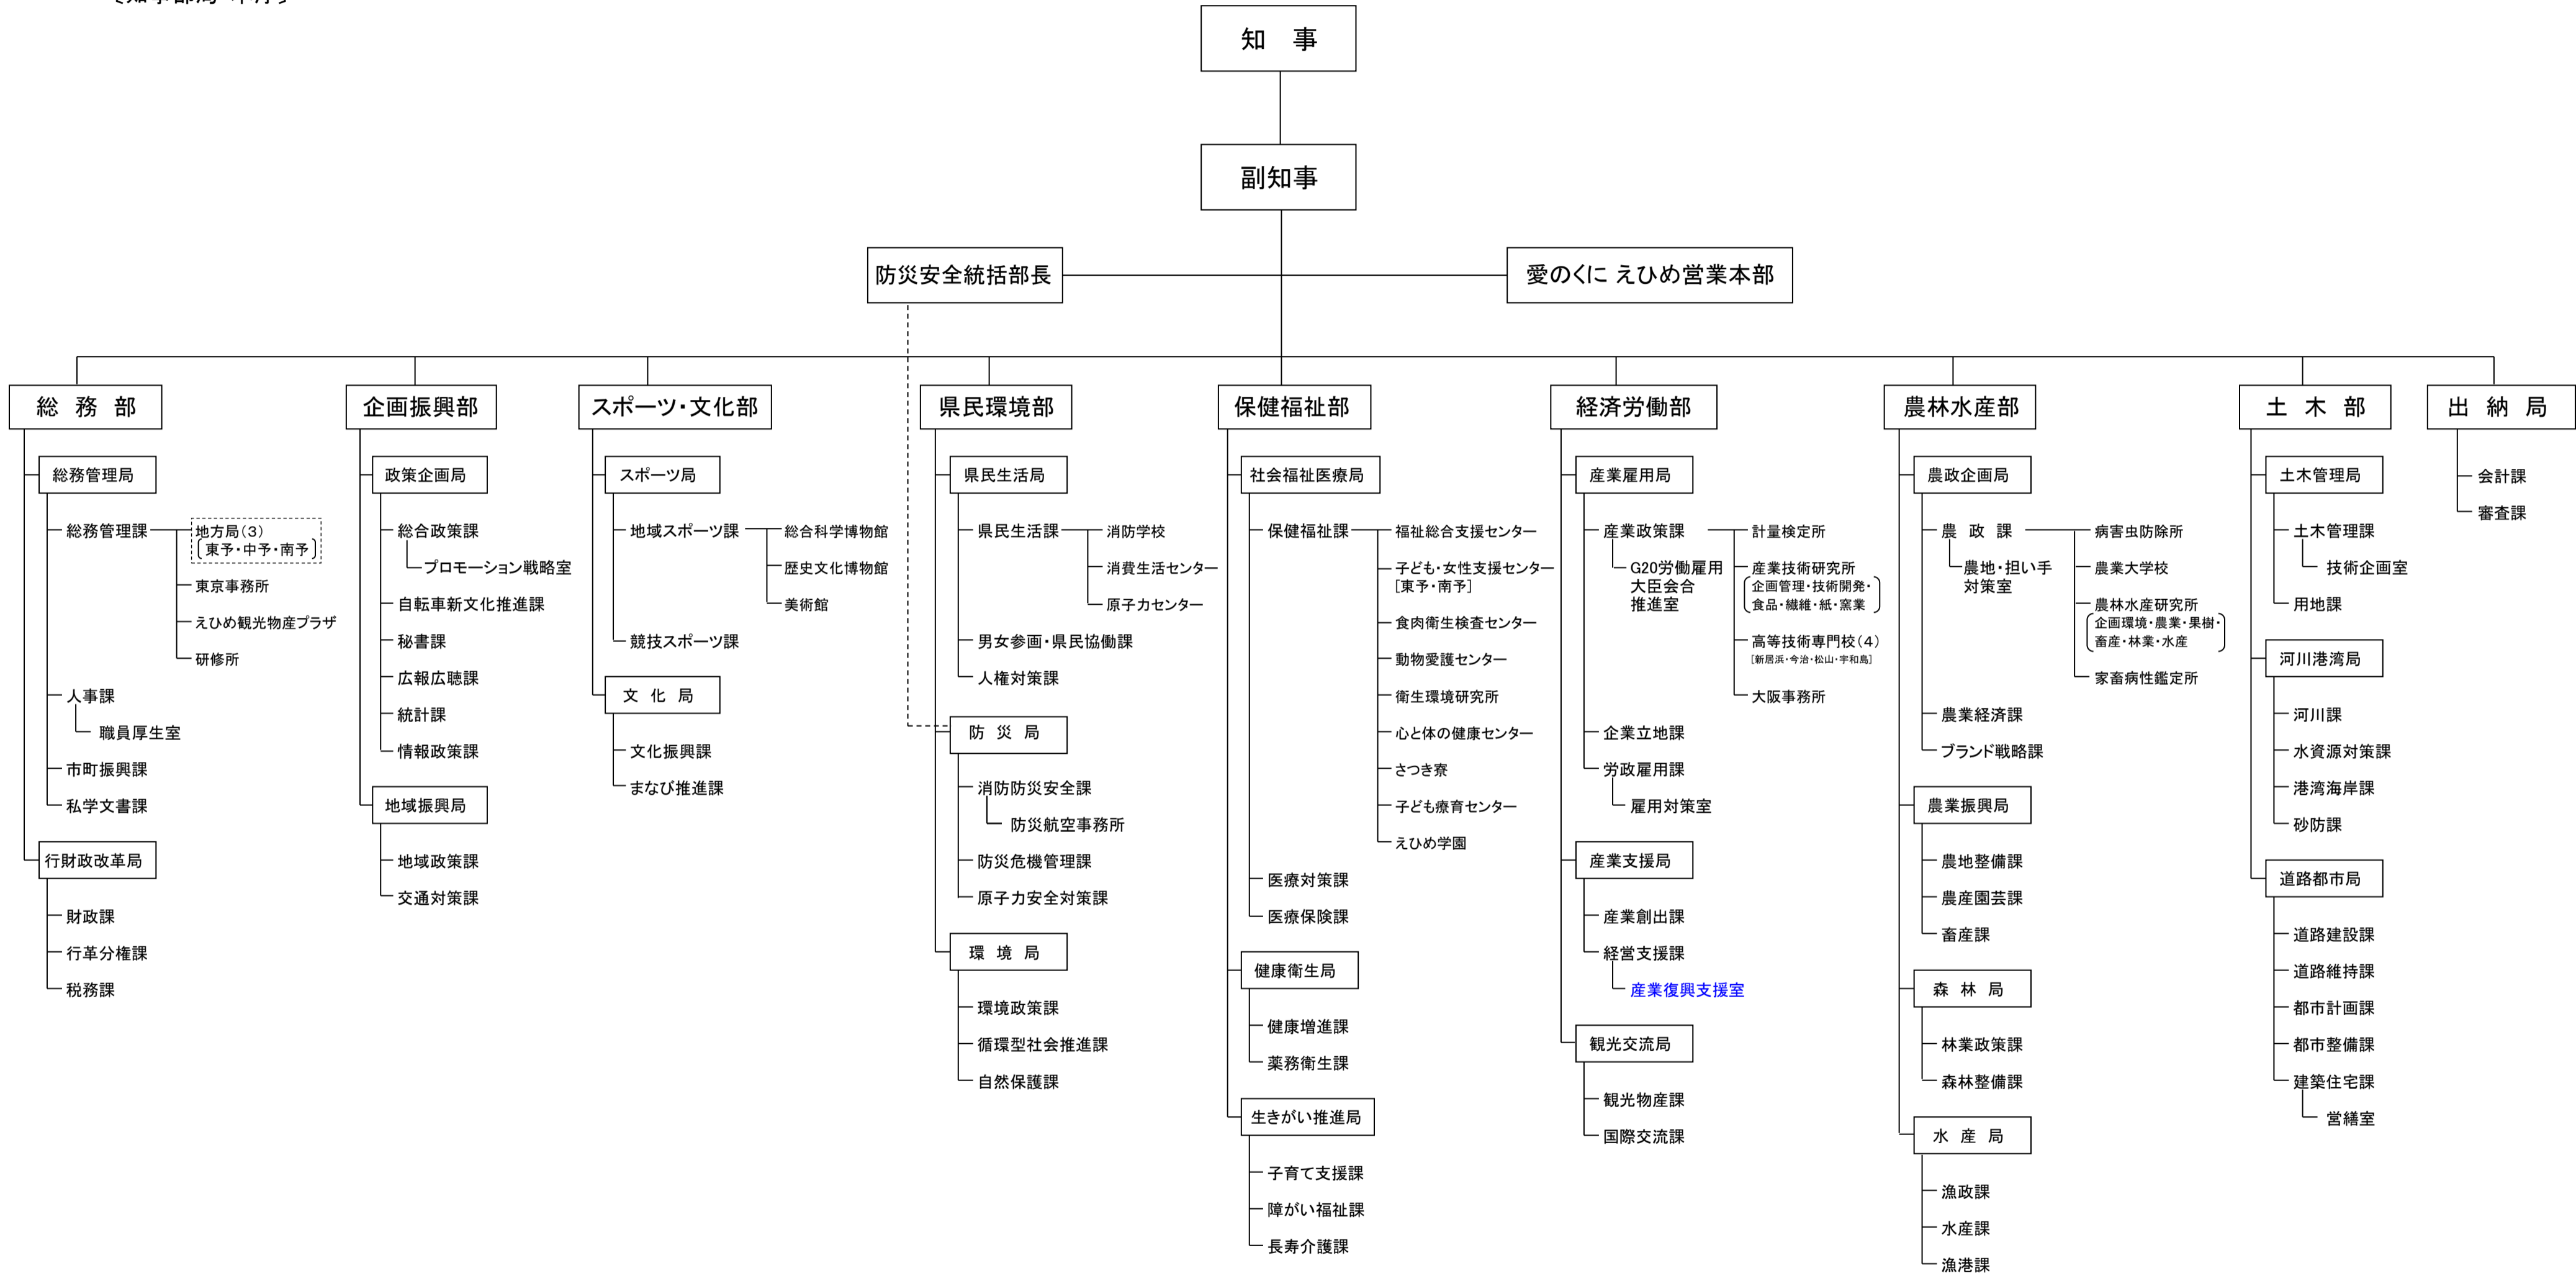 知　事
副知事
防災安全統括部長
愛のくに えひめ営業本部
総　務　部
総務管理局
総務管理課
地方局(3)
〔東予・中予・南予〕
東京事務所
えひめ観光物産プラザ
研修所
人事課
職員厚生室
市町振興課
私学文書課
行財政改革局
財政課
行革分権課
税務課
企画振興部
政策企画局
総合政策課
プロモーション戦略室
自転車新文化推進課
秘書課
広報広聴課
統計課
情報政策課
地域振興局
地域政策課
交通対策課
スポーツ・文化部
スポーツ局
地域スポーツ課
総合科学博物館
歴史文化博物館
美術館
競技スポーツ課
文　化　局
文化振興課
まなび推進課
県民環境部
県民生活局
県民生活課
消防学校
消費生活センター
原子力センター
男女参画・県民協働課
人権対策課
防　災　局
消防防災安全課
防災航空事務所
防災危機管理課
原子力安全対策課
環　境　局
環境政策課
循環型社会推進課
自然保護課
保健福祉部
社会福祉医療局
保健福祉課
福祉総合支援センター
子ども・女性支援センター
[東予・南予]
食肉衛生検査センター
動物愛護センター
衛生環境研究所
心と体の健康センター
さつき寮
子ども療育センター
えひめ学園
医療対策課
医療保険課
健康衛生局
健康増進課
薬務衛生課
生きがい推進局
子育て支援課
障がい福祉課
長寿介護課
経済労働部
産業雇用局
産業政策課
G20労働雇用
大臣会合
推進室
計量検定所
産業技術研究所
企画管理・技術開発・
食品・繊維・紙・窯業
高等技術専門校(4)
[新居浜・今治・松山・宇和島]
大阪事務所
企業立地課
労政雇用課
雇用対策室
産業支援局
産業創出課
経営支援課
産業復興支援室
観光交流局
観光物産課
国際交流課
農林水産部
農政企画局
農　政　課
農地・担い手
対策室
病害虫防除所
農業大学校
農林水産研究所
企画環境・農業・果樹・
畜産・林業・水産
家畜病性鑑定所
農業経済課
ブランド戦略課
農業振興局
農地整備課
農産園芸課
畜産課
森　林　局
林業政策課
森林整備課
水　産　局
漁政課
水産課
漁港課
土　木　部
土木管理局
土木管理課
技術企画室
用地課
河川港湾局
河川課
水資源対策課
港湾海岸課
砂防課
道路都市局
道路建設課
道路維持課
都市計画課
都市整備課
建築住宅課
営繕室
出　納　局
会計課
審査課